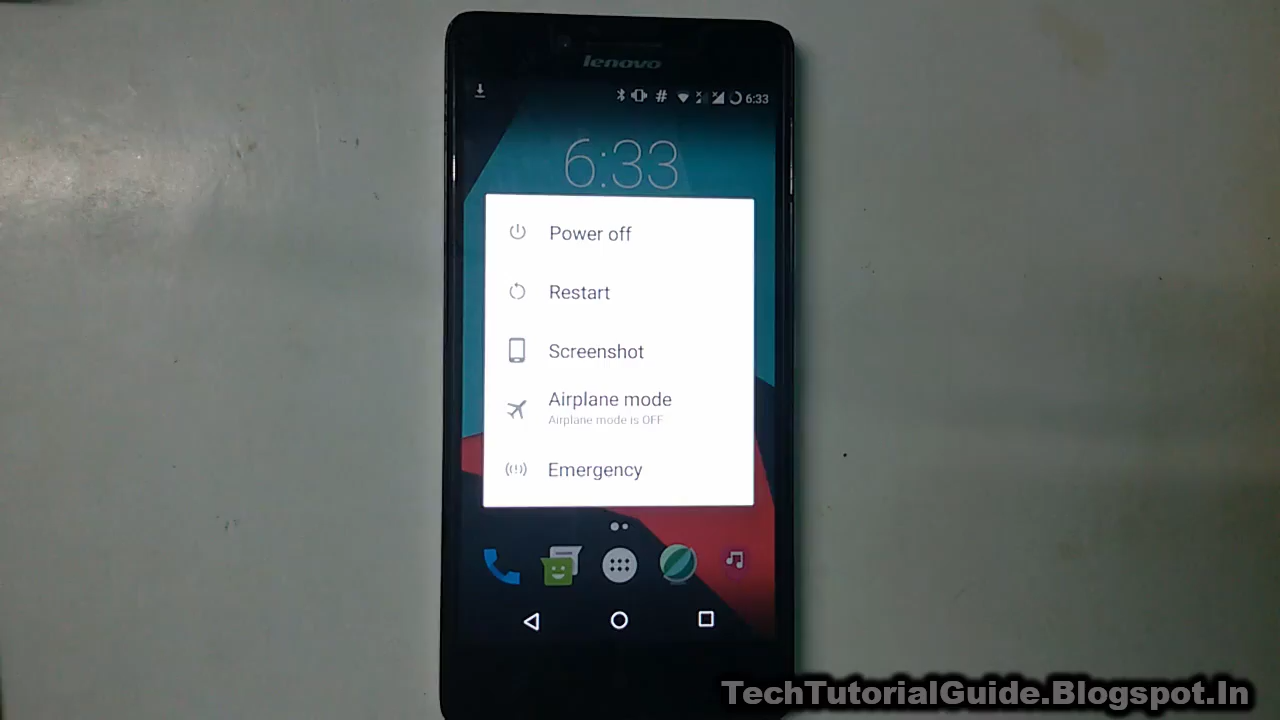 lenovo
# 6:33
6:33
Power off
Restart
Screenshot
Airplane mode
Airplane mode is OFF
Emergency
TechTutorialGuide.Blogspot.In